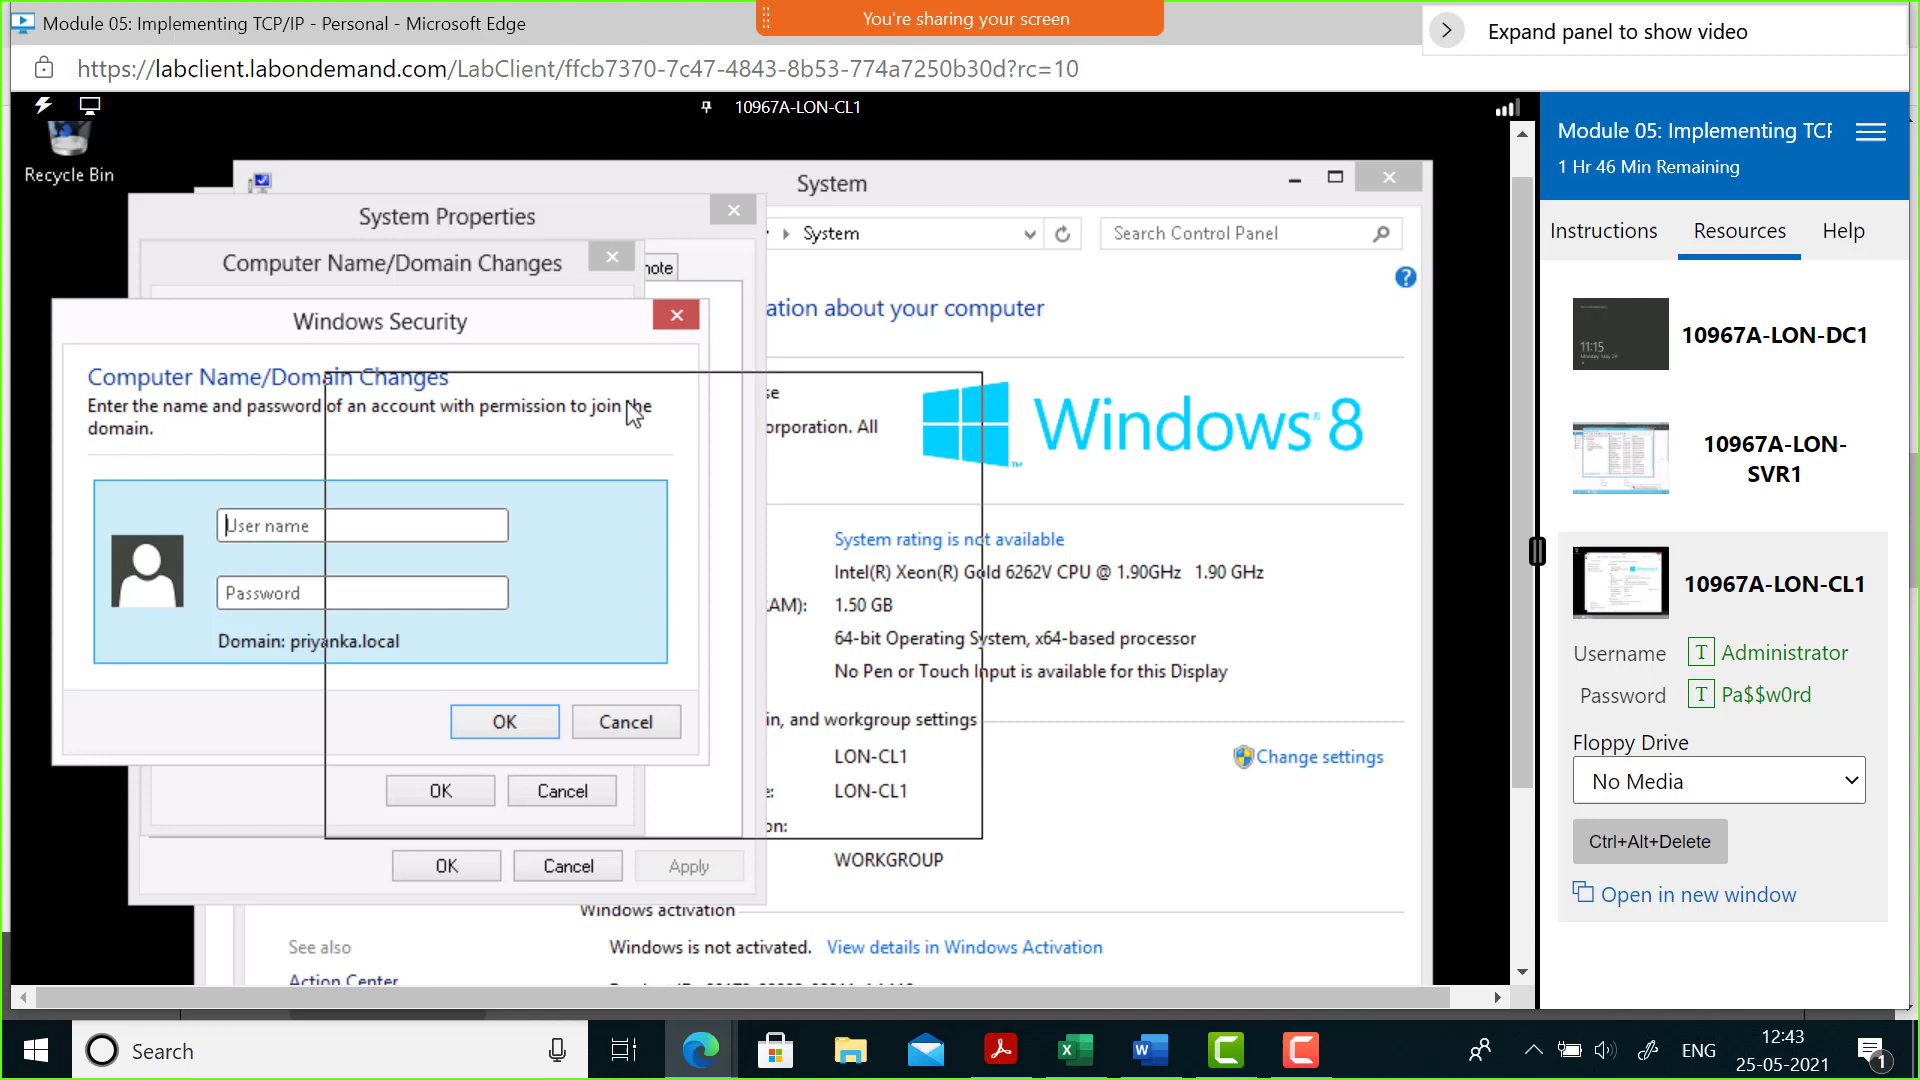 Module 05: Implementing TCP/IP - Personal - Microsoft Edge
You're sharing your screen
Expand panel to show video
https://labclient.labondemand.com/LabClient/ffcb7370-7c47-4843-8b53-774a7250b30d?rc=10
10967A-LON-CL1
Recycle Bin
System
System Properties
System
Search Control Panel
Computer Name/Domain Changes
note
ation about your computer
Windows Security
Computer Name/Domain Changes
Enter the name and password of an account with permission to join the
domain.
se
orporation. All
Windows 8
User name
Password
Domain: priyanka.local
OK
Cancel
System rating is not available
Intel(R) Xeon(R) Gold 6262V CPU @ 1.90GHz 1.90 GHz
AM):
1.50 GB
64-bit Operating System, x64-based processor
No Pen or Touch Input is available for this Display
in, and workgroup settings
LON-CL1
Change settings
e:
LON-CL1
on:
WORKGROUP
OK
Cancel
OK
Cancel
Apply
Windows activation
See also
Windows is not activated. View details in Windows Activation
Action Center
Module 05: Implementing TCF
1 Hr 46 Min Remaining
Instructions
Resources
Help
11:15
10967A-LON-DC1
10967A-LON-
SVR1
10967A-LON-CL1
Username
T Administrator
Password
T Pa$$w0rd
Floppy Drive
No Media
Ctrl+Alt+Delete
Open in new window
Search
ENG
12:43
25-05-2021
1